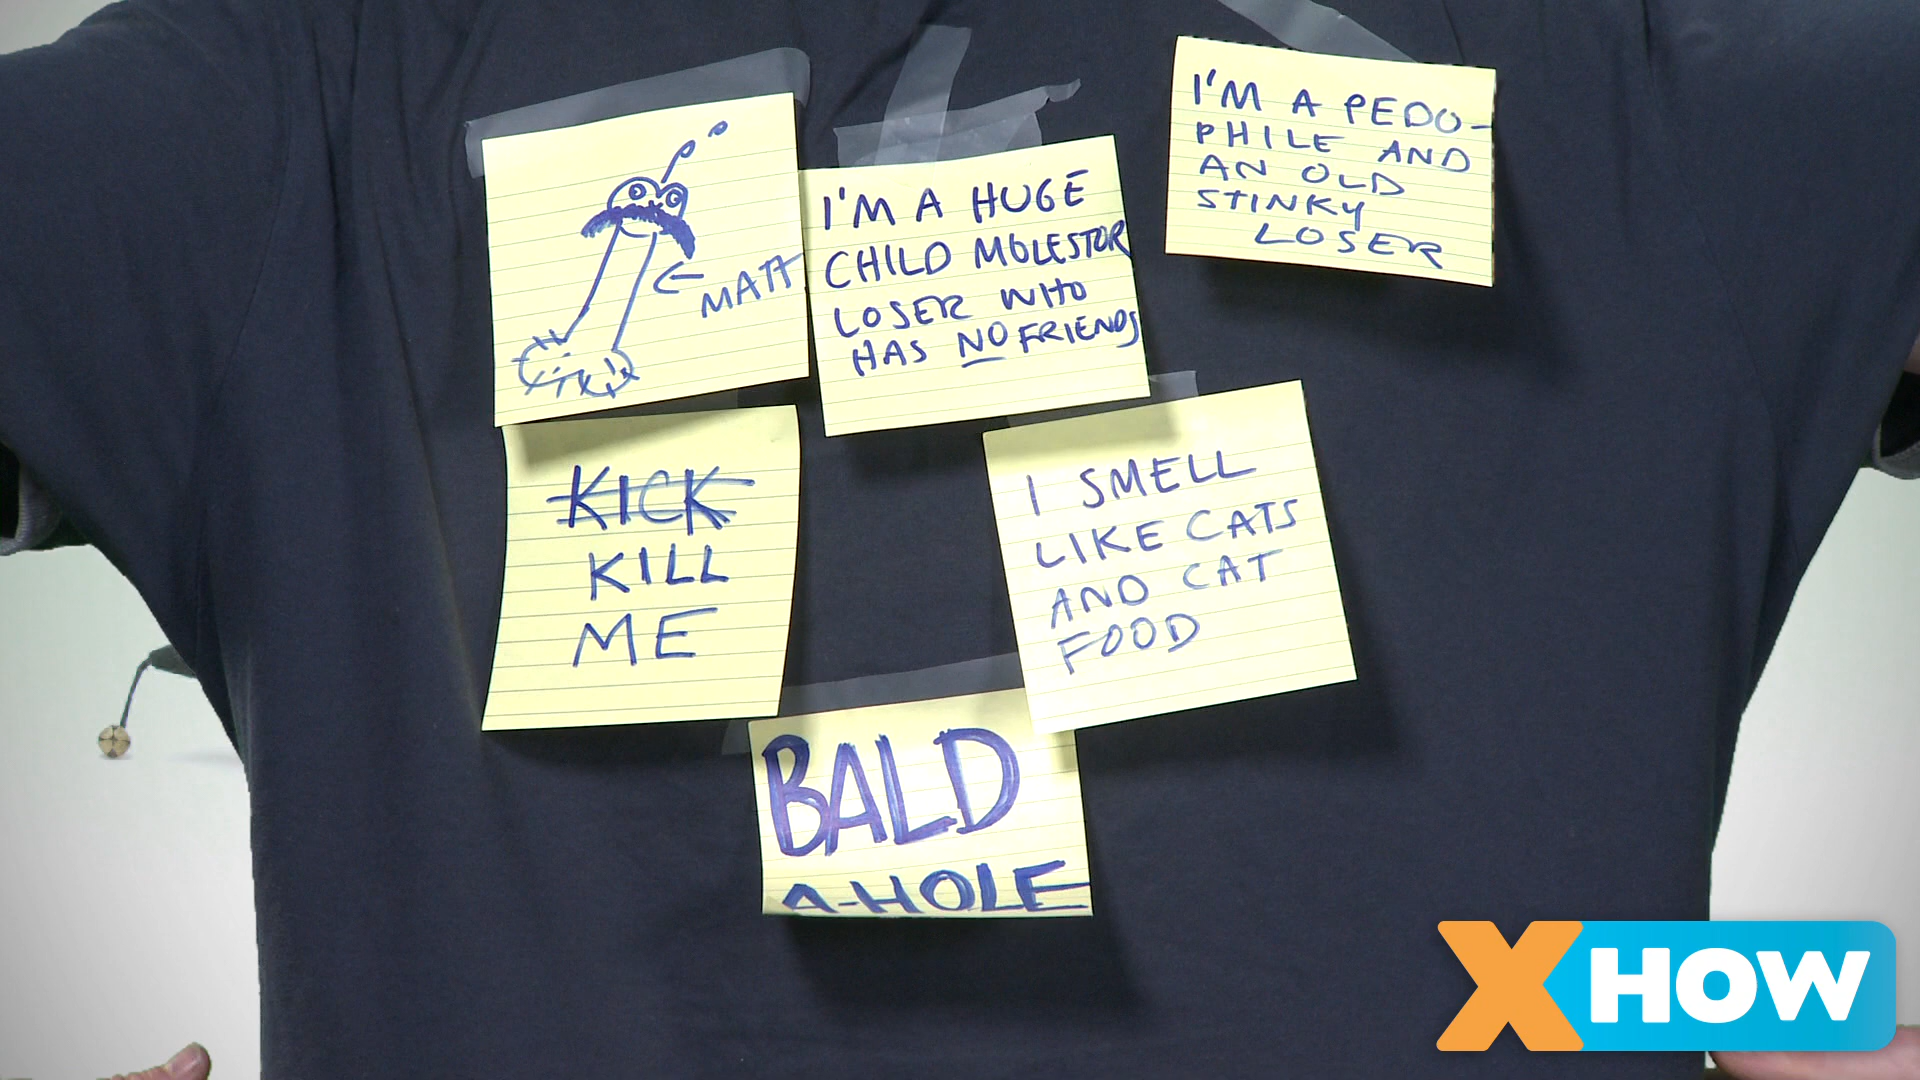 MATT
I'M A HUGE
CHILD MOLESTOR
LOSER WHO
HAS NO FRIENDS
I'M A PEDO-
PHILE AND
AN OLD
STINKY
LOSER
KICK
KILL
ME
I SMELL
LIKE CATS
AND CAT
FOOD
BALD
A-HOLE
XHOW